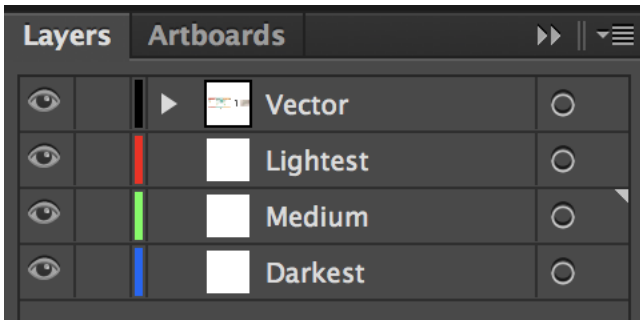 Layers Artboards
Vector
Lightest
Medium
Darkest